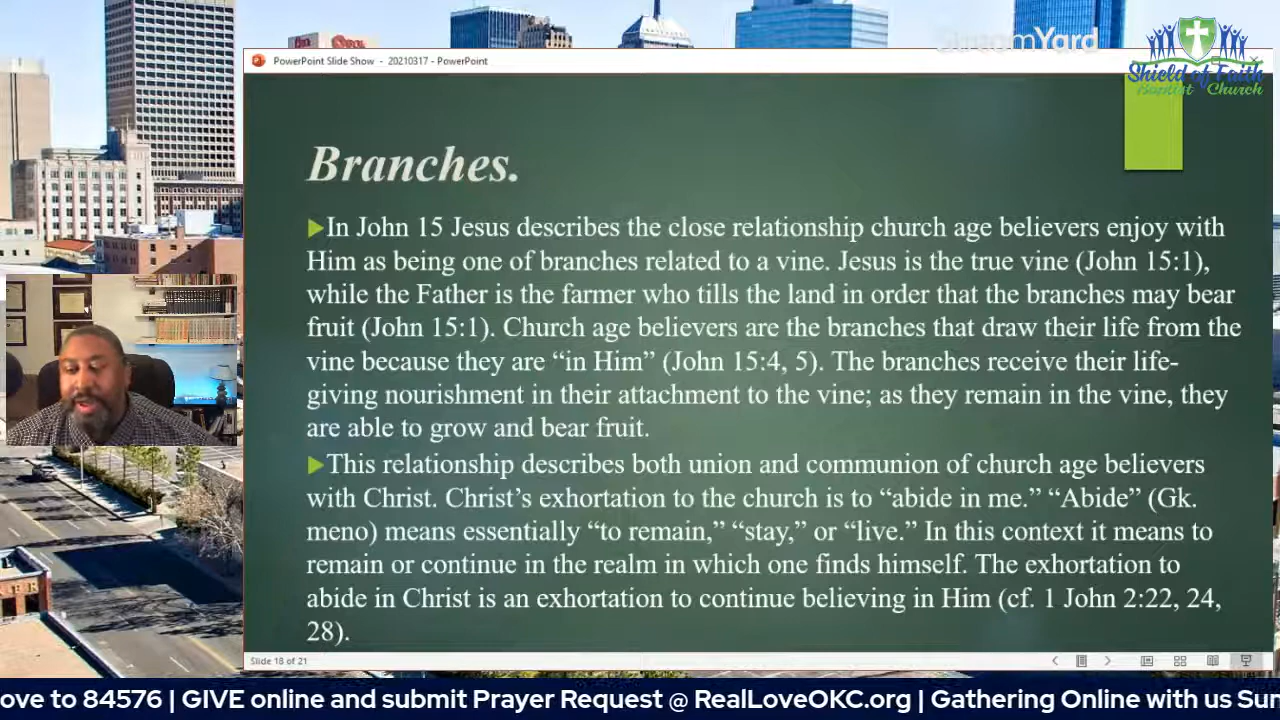 StreamYard
Shield of Faith
Baptist Church
PowerPoint Slide Show - 20210317 - PowerPoint
Branches.
In John 15 Jesus describes the close relationship church age believers enjoy with
Him as being one of branches related to a vine. Jesus is the true vine (John 15:1),
while the Father is the farmer who tills the land in order that the branches may bear
fruit (John 15:1). Church age believers are the branches that draw their life from the
vine because they are “in Him” (John 15:4, 5). The branches receive their life-
giving nourishment in their attachment to the vine; as they remain in the vine, they
are able to grow and bear fruit.
This relationship describes both union and communion of church age believers
with Christ. Christ’s exhortation to the church is to “abide in me.” “Abide” (Gk.
meno) means essentially “to remain,” “stay,” or “live.” In this context it means to
remain or continue in the realm in which one finds himself. The exhortation to
abide in Christ is an exhortation to continue believing in Him (cf. 1 John 2:22, 24,
28).
Slide 18 of 21
ove to 84576 | GIVE online and submit Prayer Request @ RealLoveOKC.org | Gathering Online with us Sun